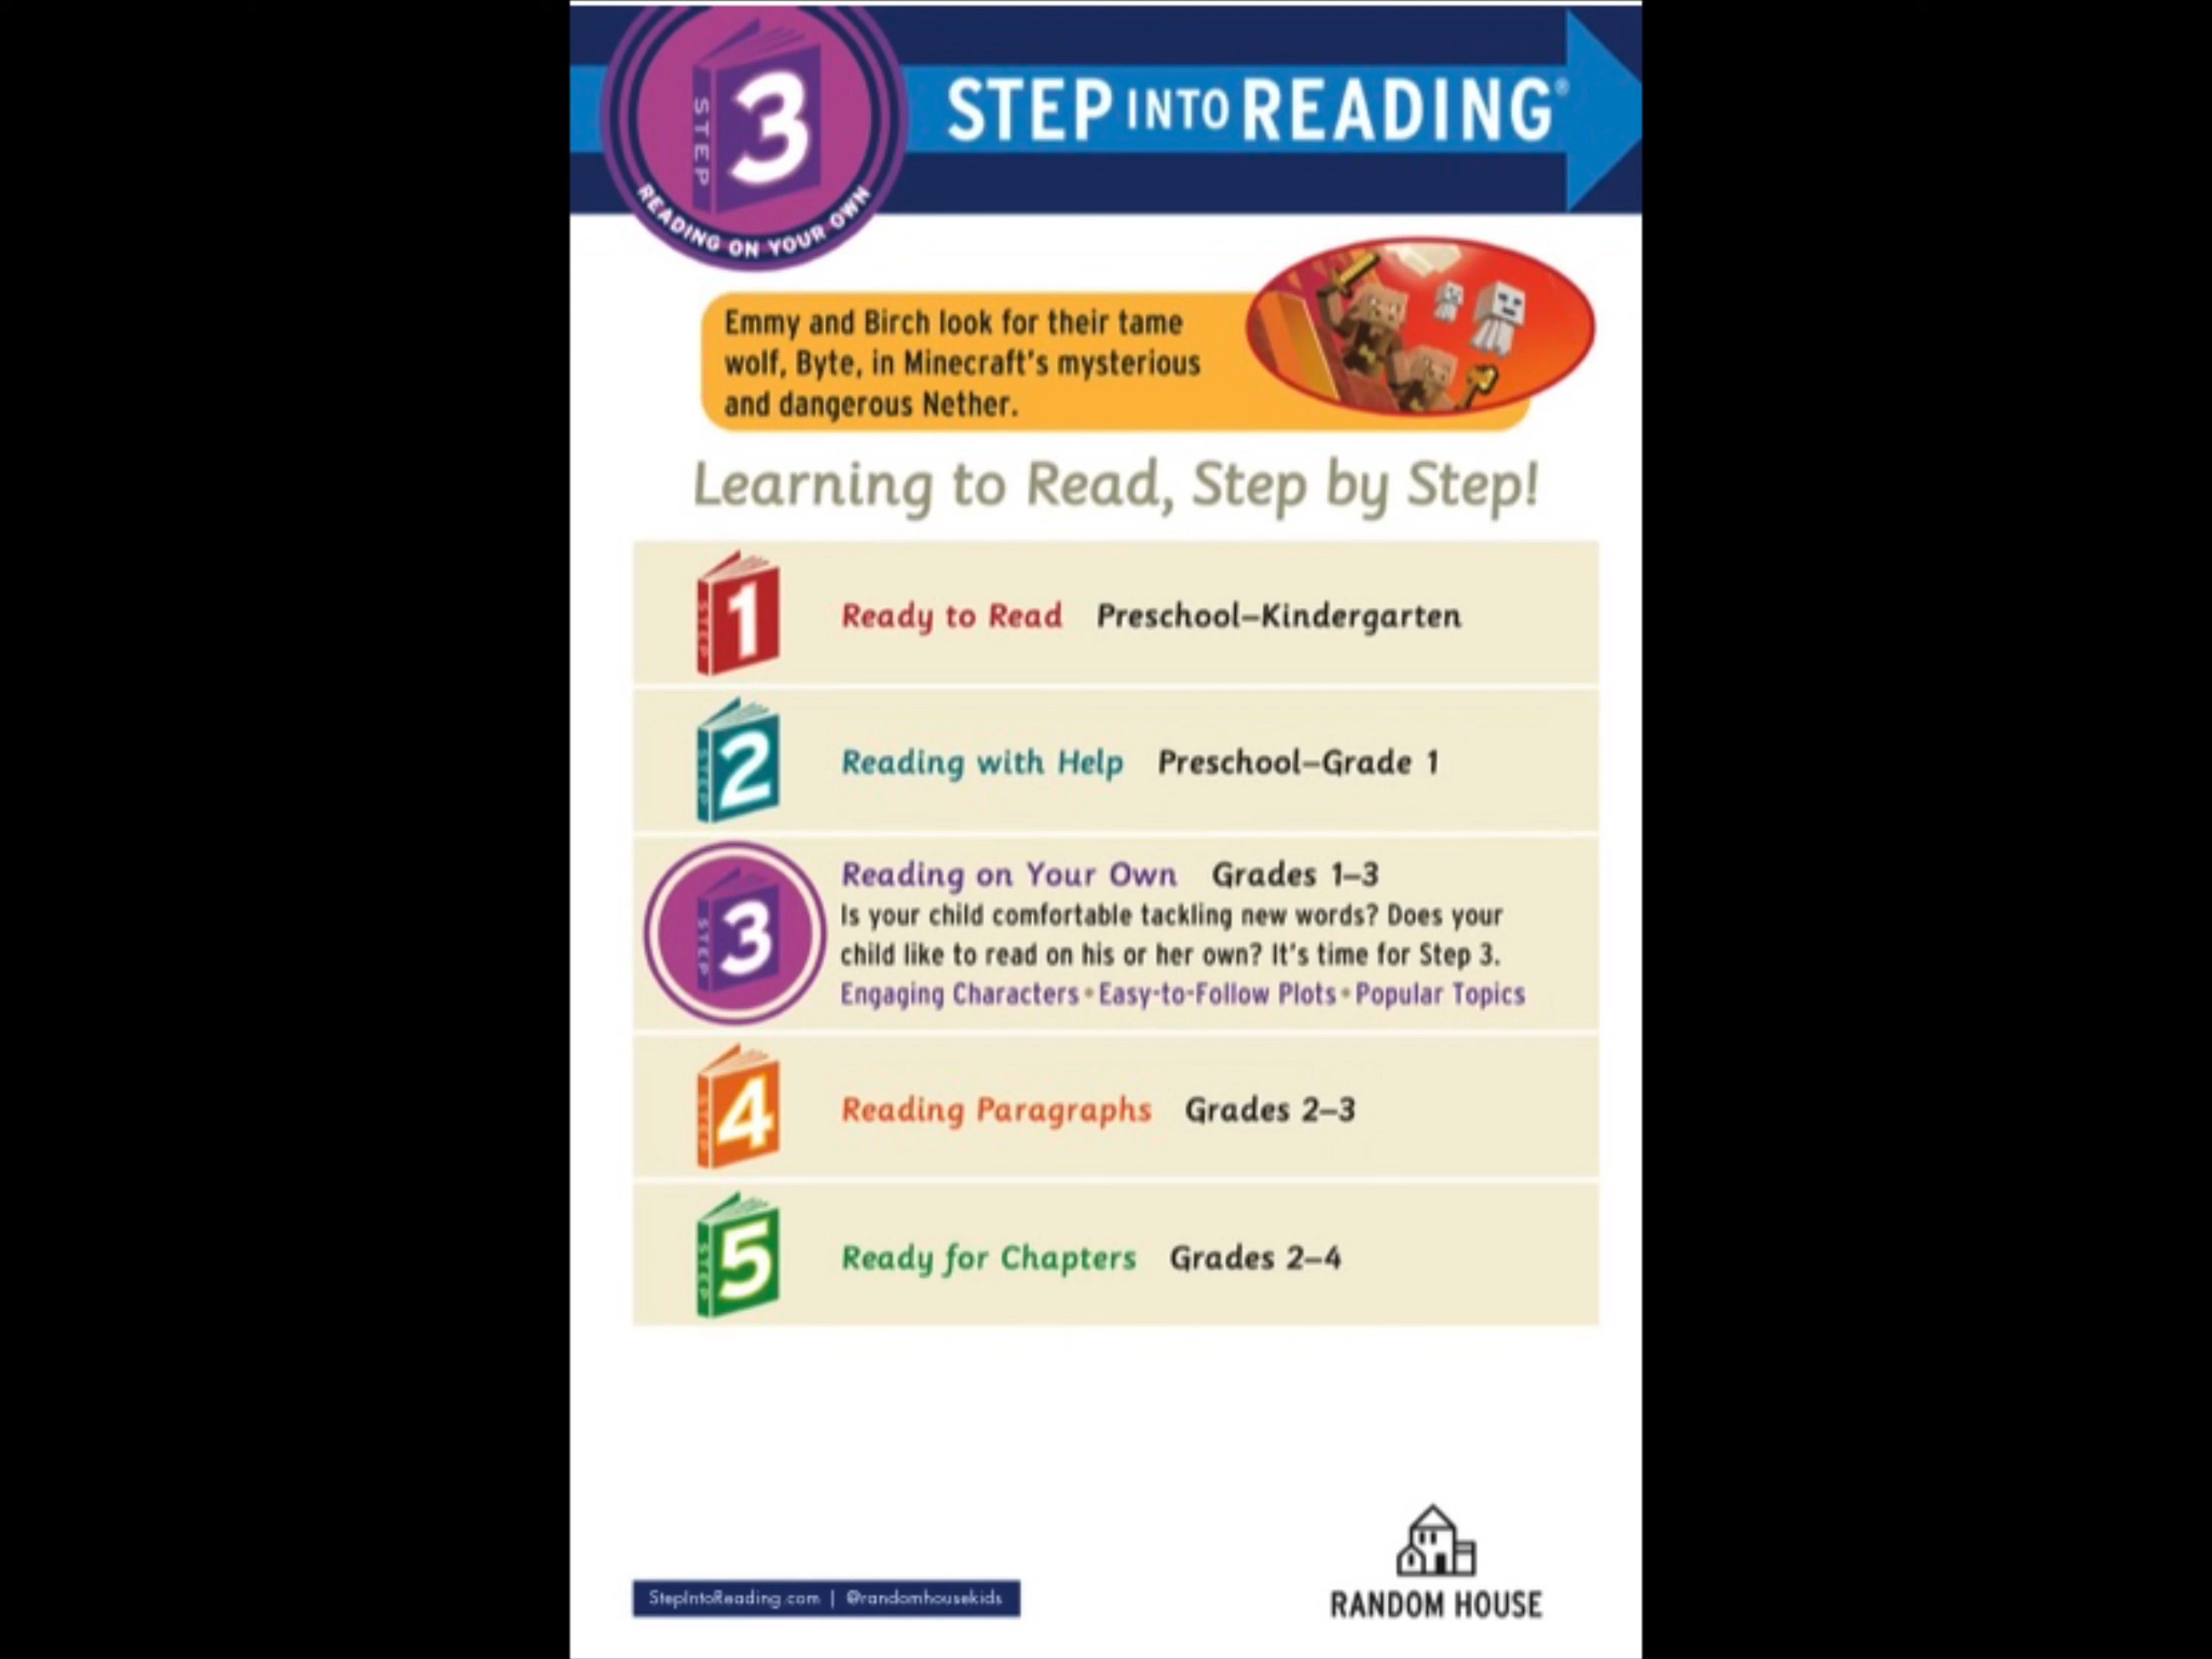 STEP 3
READING ON YOUR OWN
STEP INTO READING®
Emmy and Birch look for their tame
wolf, Byte, in Minecraft's mysterious
and dangerous Nether.
Learning to Read, Step by Step!
STEP 1
Ready to Read Preschool–Kindergarten
STEP 2
Reading with Help Preschool–Grade 1
STEP 3
Reading on Your Own Grades 1–3
Is your child comfortable tackling new words? Does your
child like to read on his or her own? It's time for Step 3.
Engaging Characters • Easy-to-Follow Plots • Popular Topics
STEP 4
Reading Paragraphs Grades 2–3
STEP 5
Ready for Chapters Grades 2–4
StepIntoReading.com | @randomhousekids
RANDOM HOUSE